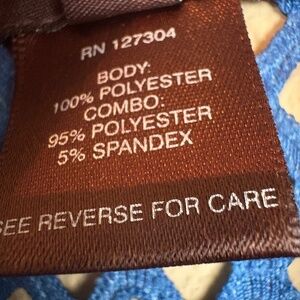 RN 127304
BODY:
100% POLYESTER
COMBO:
95% POLYESTER
5% SPANDEX
SEE REVERSE FOR CARE